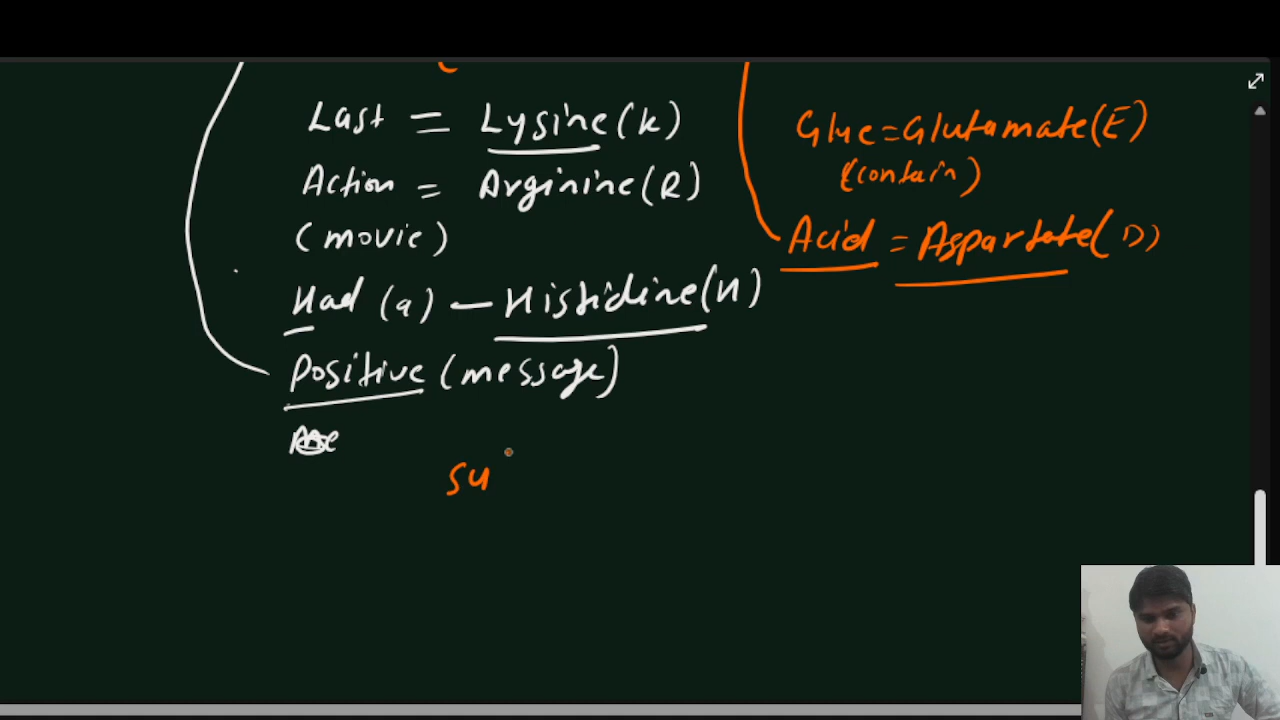 Last = Lysine(K)
Action = Arginine(R)
(movie)
Had (a) – Histidine(H)
Positive (message)
su
Glue=Glutamate(E)
(contain)
Acid = Aspartate(D)